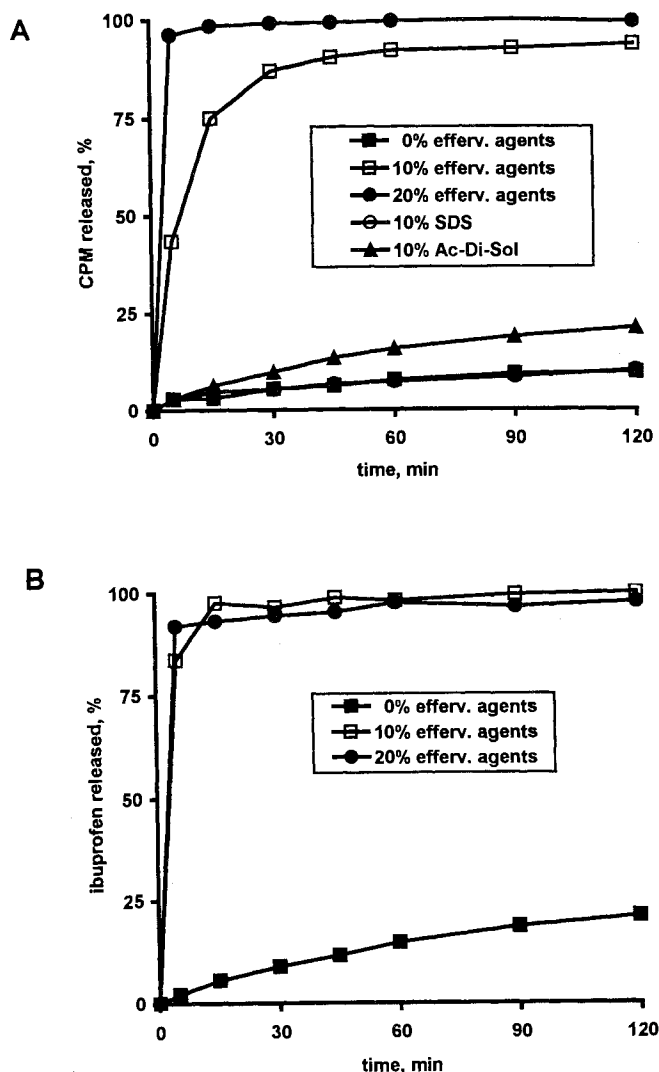 A
CPM released, %
100
75
50
25
0
0% efferv. agents
10% efferv. agents
20% efferv. agents
10% SDS
10% Ac-Di-Sol
0 30 60 90 120
time, min
B
ibuprofen released, %
100
75
50
25
0
0% efferv. agents
10% efferv. agents
20% efferv. agents
0 30 60 90 120
time, min